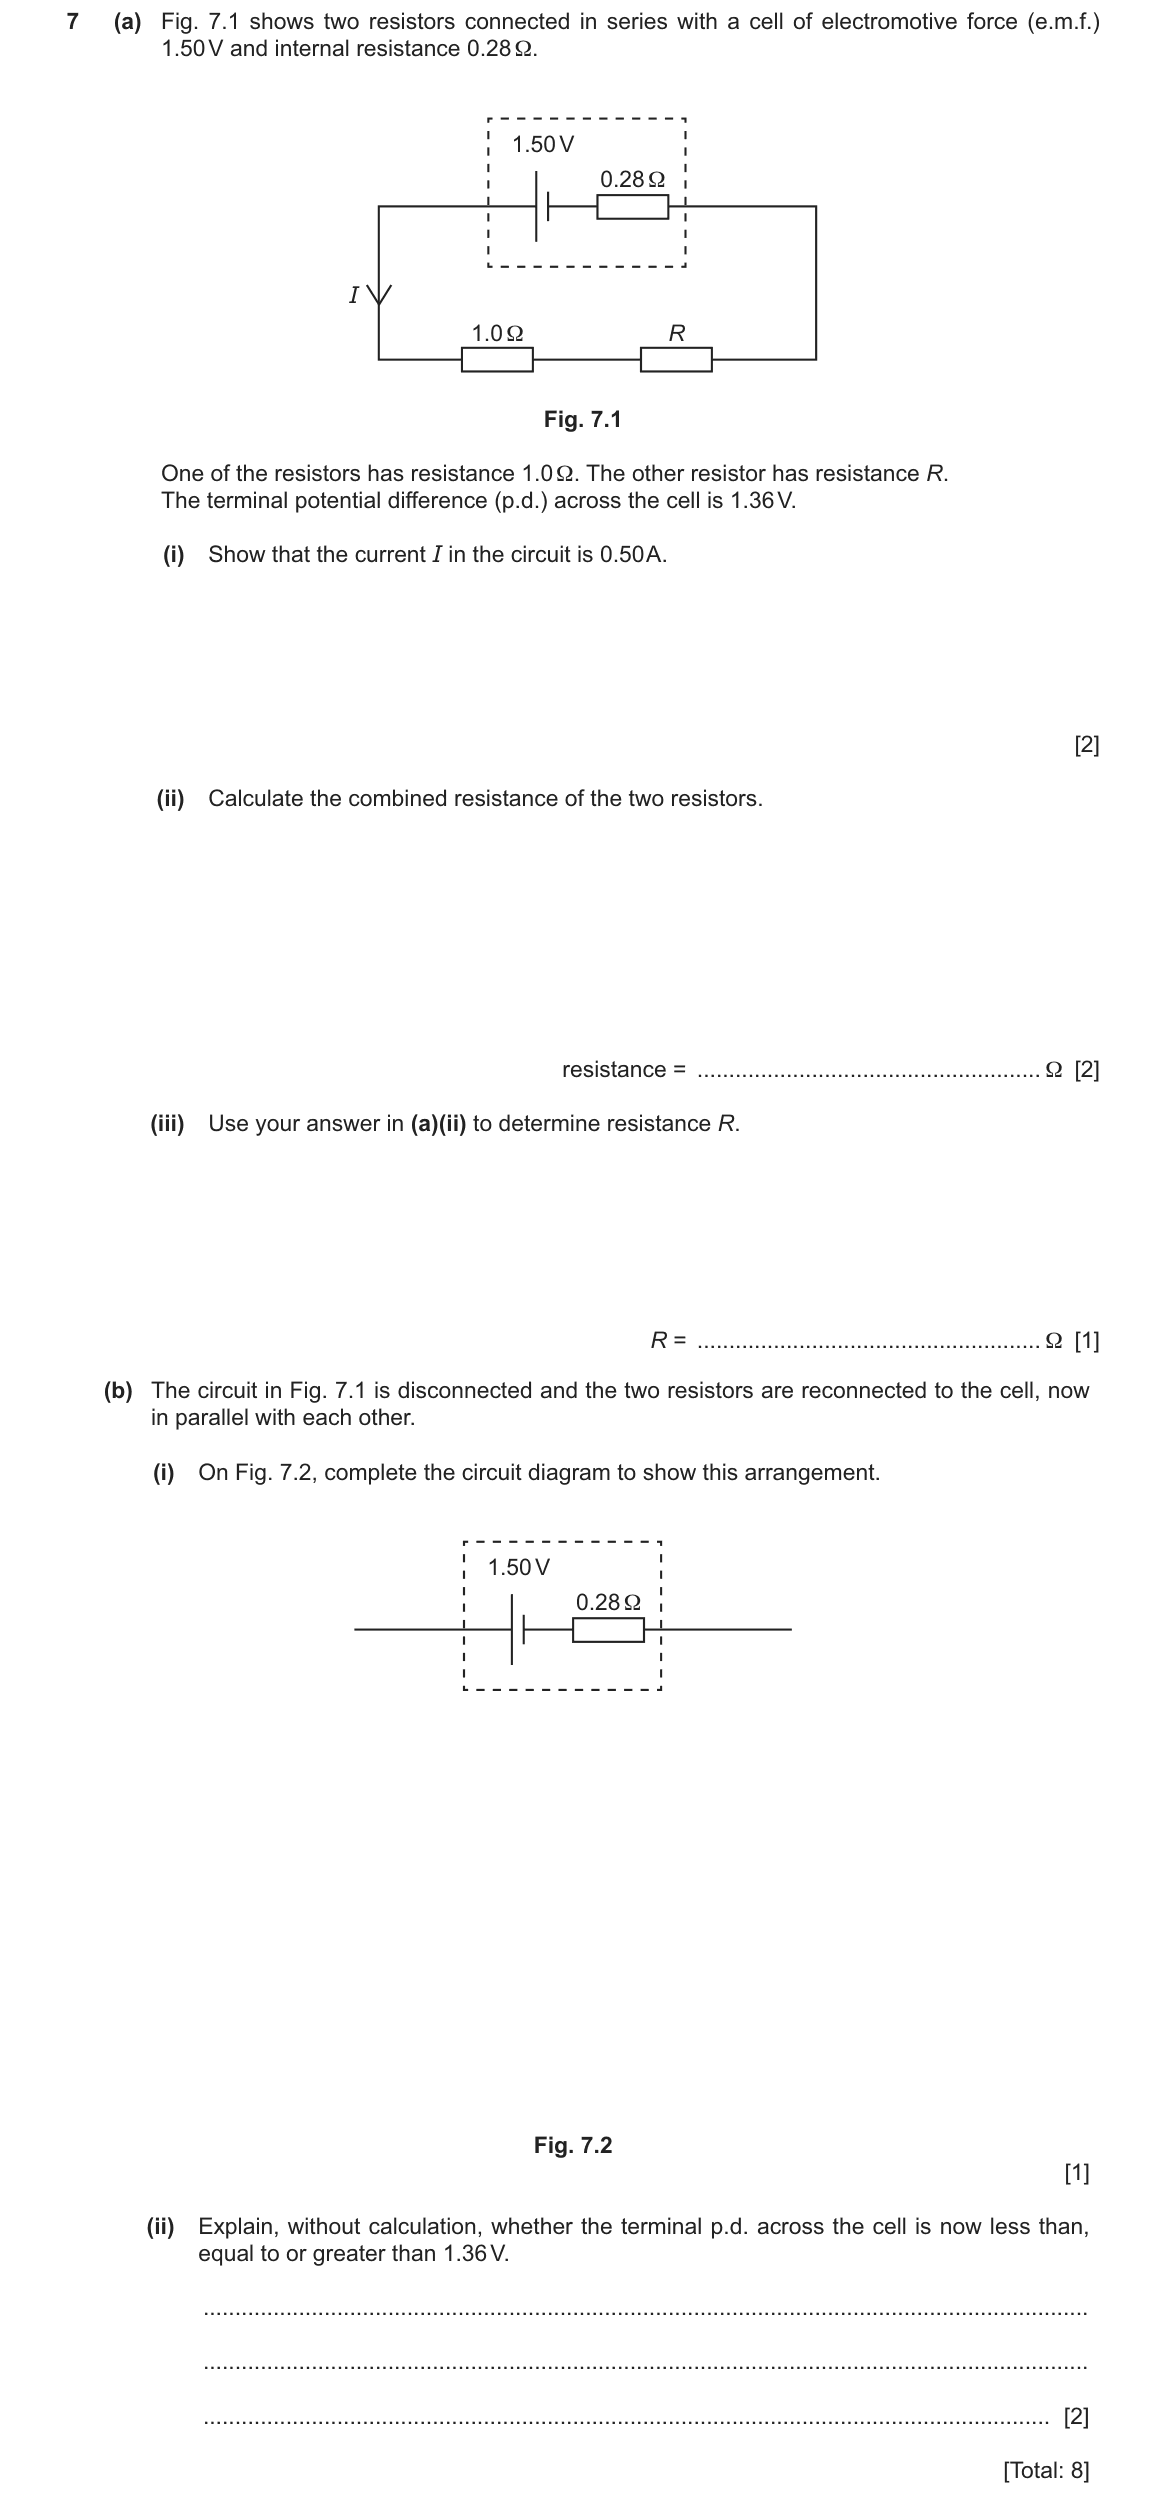 7 (a) Fig. 7.1 shows two resistors connected in series with a cell of electromotive force (e.m.f.)
1.50 V and internal resistance 0.28 Ω.
1.50 V
0.28 Ω
I
1.0 Ω R
Fig. 7.1
One of the resistors has resistance 1.0 Ω. The other resistor has resistance R.
The terminal potential difference (p.d.) across the cell is 1.36 V.
(i) Show that the current I in the circuit is 0.50 A.
[2]
(ii) Calculate the combined resistance of the two resistors.
resistance = ...................................................... Ω [2]
(iii) Use your answer in (a)(ii) to determine resistance R.
R = ...................................................... Ω [1]
(b) The circuit in Fig. 7.1 is disconnected and the two resistors are reconnected to the cell, now
in parallel with each other.
(i) On Fig. 7.2, complete the circuit diagram to show this arrangement.
1.50 V
0.28 Ω
Fig. 7.2
[1]
(ii) Explain, without calculation, whether the terminal p.d. across the cell is now less than,
equal to or greater than 1.36 V.
..........................................................................................................................................
..........................................................................................................................................
.................................................................................................................................... [2]
[Total: 8]